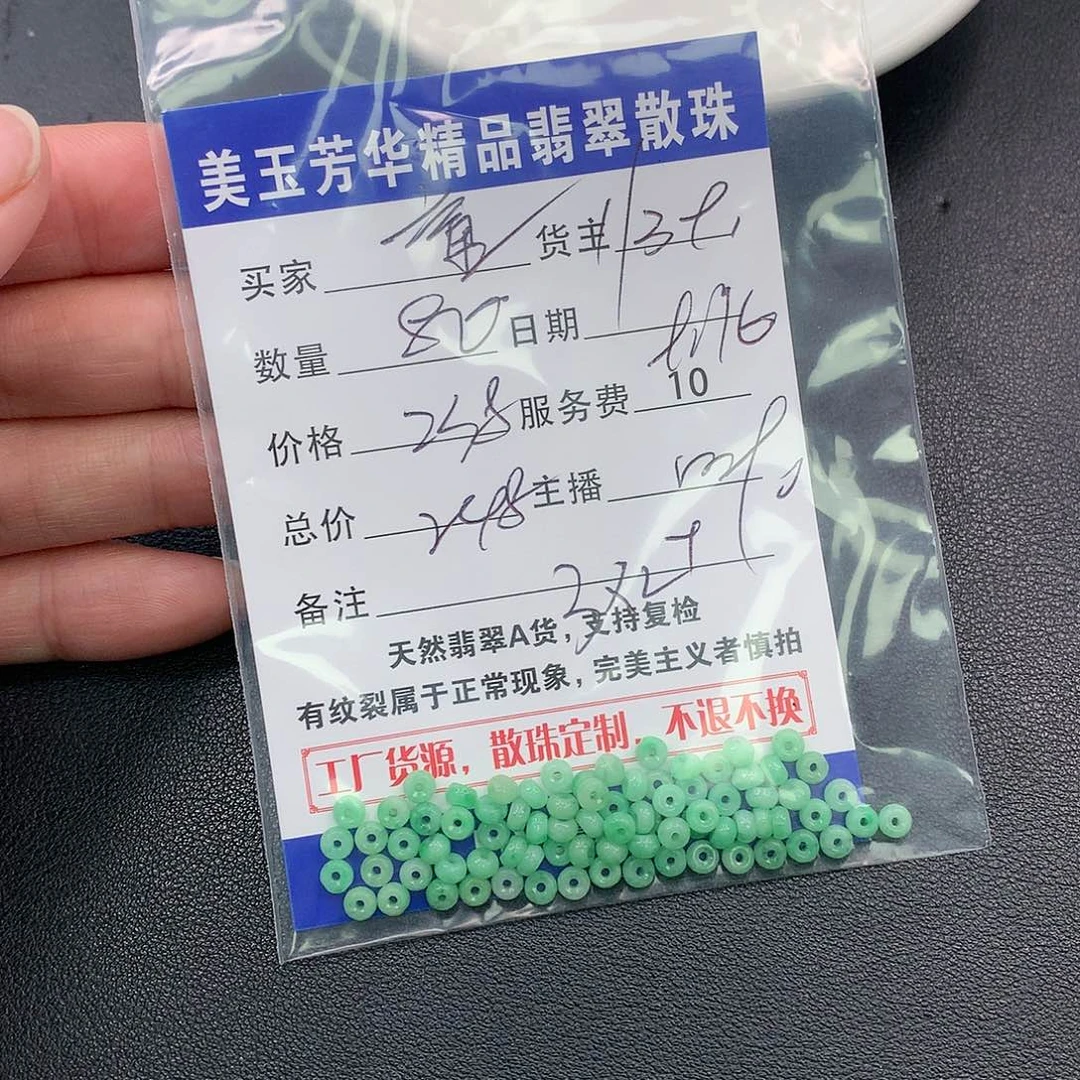 美玉芳华精品翡翠散珠
买家 货主
数量 80 日期
价格 248 服务费 10
总价 248 主播
备注
天然翡翠A货，支持复检
有纹裂属于正常现象，完美主义者慎拍
工厂货源，散珠定制，不退不换